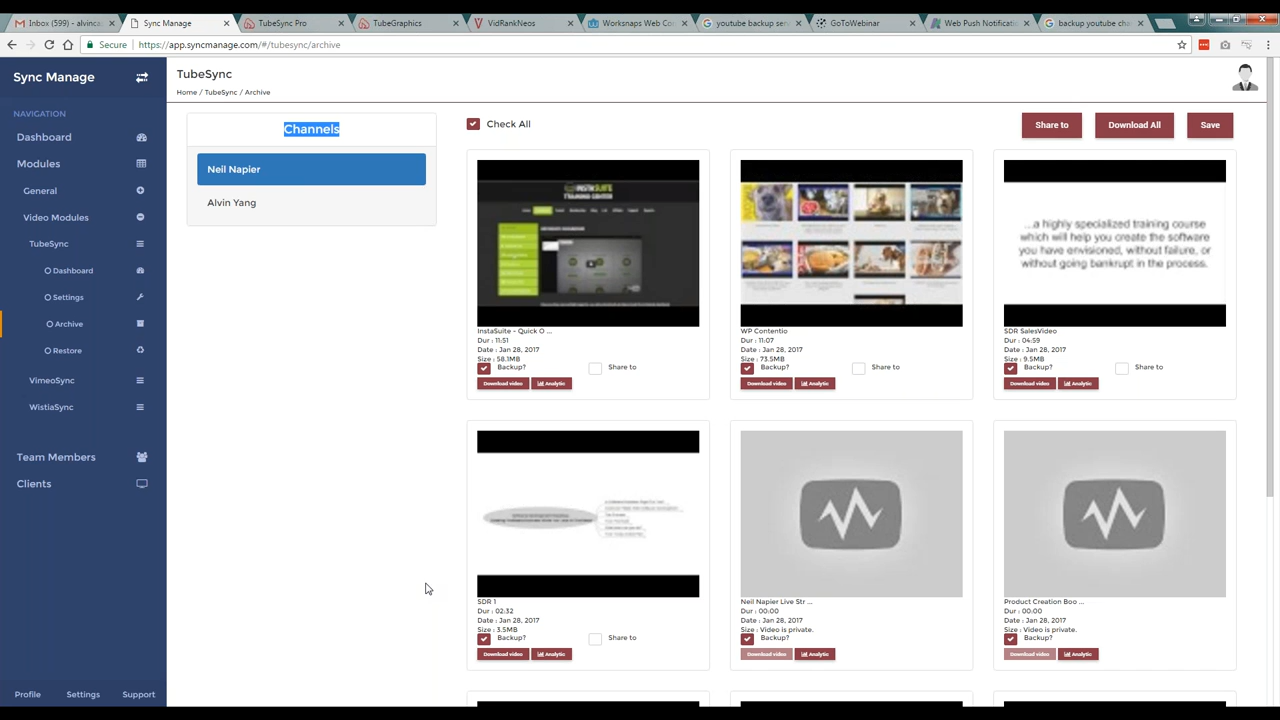 Inbox (599) - alvinca
Sync Manage
TubeSync Pro
TubeGraphics
VidRankNeos
Worksnaps Web Co
youtube backup ser
GoToWebinar
Web Push Notificatio
backup youtube cha
Secure
https://app.syncmanage.com/#/tubesync/archive
Sync Manage
NAVIGATION
Dashboard
Modules
General
Video Modules
TubeSync
Dashboard
Settings
Archive
Restore
VimeoSync
WistiaSync
Team Members
Clients
Profile
Settings
Support
TubeSync
Home / TubeSync / Archive
Channels
Neil Napier
Alvin Yang
Check All
Share to
Download All
Save
INSTASUITE
TRAINING CENTER
InstaSuite - Quick O ...
Dur : 11:51
Date : Jan 28, 2017
Size : 58.1MB
Backup?
Share to
Download video
Analytic
WP Contentio
Dur : 11:07
Date : Jan 28, 2017
Size : 73.5MB
Backup?
Share to
Download video
Analytic
...a highly specialized training course
which will help you create the software
you have envisioned, without failure, or
without going bankrupt in the process.
SDR SalesVideo
Dur : 04:59
Date : Jan 28, 2017
Size : 9.5MB
Backup?
Share to
Download video
Analytic
SDR 1
Dur : 02:32
Date : Jan 28, 2017
Size : 3.5MB
Backup?
Share to
Download video
Analytic
Neil Napier Live Str ...
Dur : 00:00
Date : Jan 28, 2017
Size : Video is private.
Backup?
Download video
Analytic
Product Creation Boo ...
Dur : 00:00
Date : Jan 28, 2017
Size : Video is private.
Backup?
Download video
Analytic